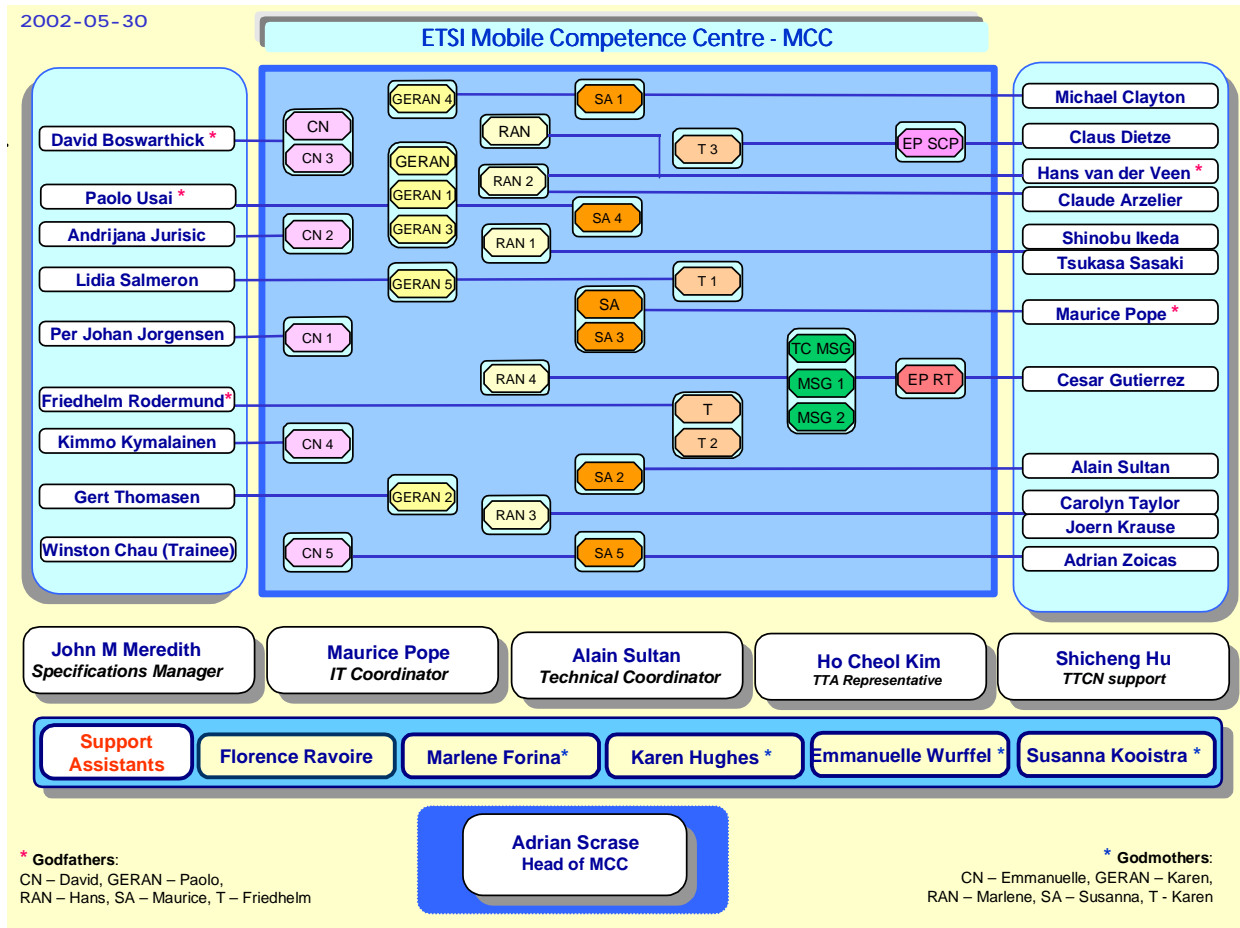 2002-05-30
ETSI Mobile Competence Centre - MCC
David Boswarthick *
Paolo Usai *
Andrijana Jurisic
Lidia Salmeron
Per Johan Jorgensen
Friedhelm Rodermund*
Kimmo Kymalainen
Gert Thomasen
Winston Chau (Trainee)
CN
CN 3
CN 2
CN 1
CN 4
CN 5
GERAN 4
GERAN
GERAN 1
GERAN 3
GERAN 5
GERAN 2
RAN
RAN 2
RAN 1
RAN 4
RAN 3
SA 1
SA 4
SA
SA 3
SA 2
SA 5
T 3
T 1
T
T 2
TC MSG
MSG 1
MSG 2
EP SCP
EP RT
Michael Clayton
Claus Dietze
Hans van der Veen *
Claude Arzelier
Shinobu Ikeda
Tsukasa Sasaki
Maurice Pope *
Cesar Gutierrez
Alain Sultan
Carolyn Taylor
Joern Krause
Adrian Zoicas
John M Meredith
Specifications Manager
Maurice Pope
IT Coordinator
Alain Sultan
Technical Coordinator
Ho Cheol Kim
TTA Representative
Shicheng Hu
TTCN support
Support
Assistants
Florence Ravoire
Marlene Forina*
Karen Hughes *
Emmanuelle Wurffel *
Susanna Kooistra *
Adrian Scrase
Head of MCC
* Godfathers:
CN – David, GERAN – Paolo,
RAN – Hans, SA – Maurice, T – Friedhelm
* Godmothers:
CN – Emmanuelle, GERAN – Karen,
RAN – Marlene, SA – Susanna, T - Karen